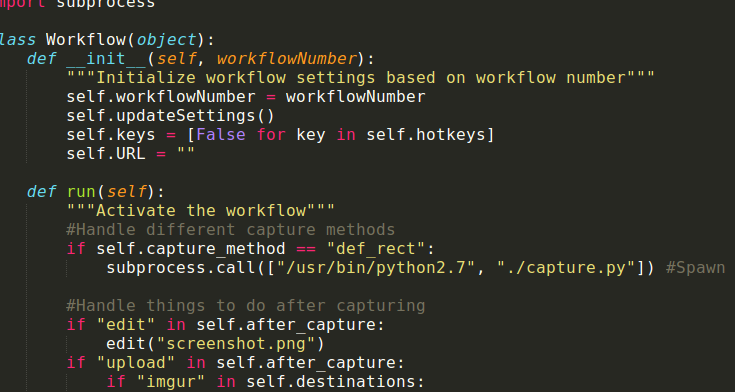 mport subprocess
lass Workflow(object):
def __init__(self, workflowNumber):
"""Initialize workflow settings based on workflow number"""
self.workflowNumber = workflowNumber
self.updateSettings()
self.keys = [False for key in self.hotkeys]
self.URL = ""
def run(self):
"""Activate the workflow"""
#Handle different capture methods
if self.capture_method == "def_rect":
subprocess.call(["/usr/bin/python2.7", "./capture.py"]) #Spawn
#Handle things to do after capturing
if "edit" in self.after_capture:
edit("screenshot.png")
if "upload" in self.after_capture:
if "imgur" in self.destinations: